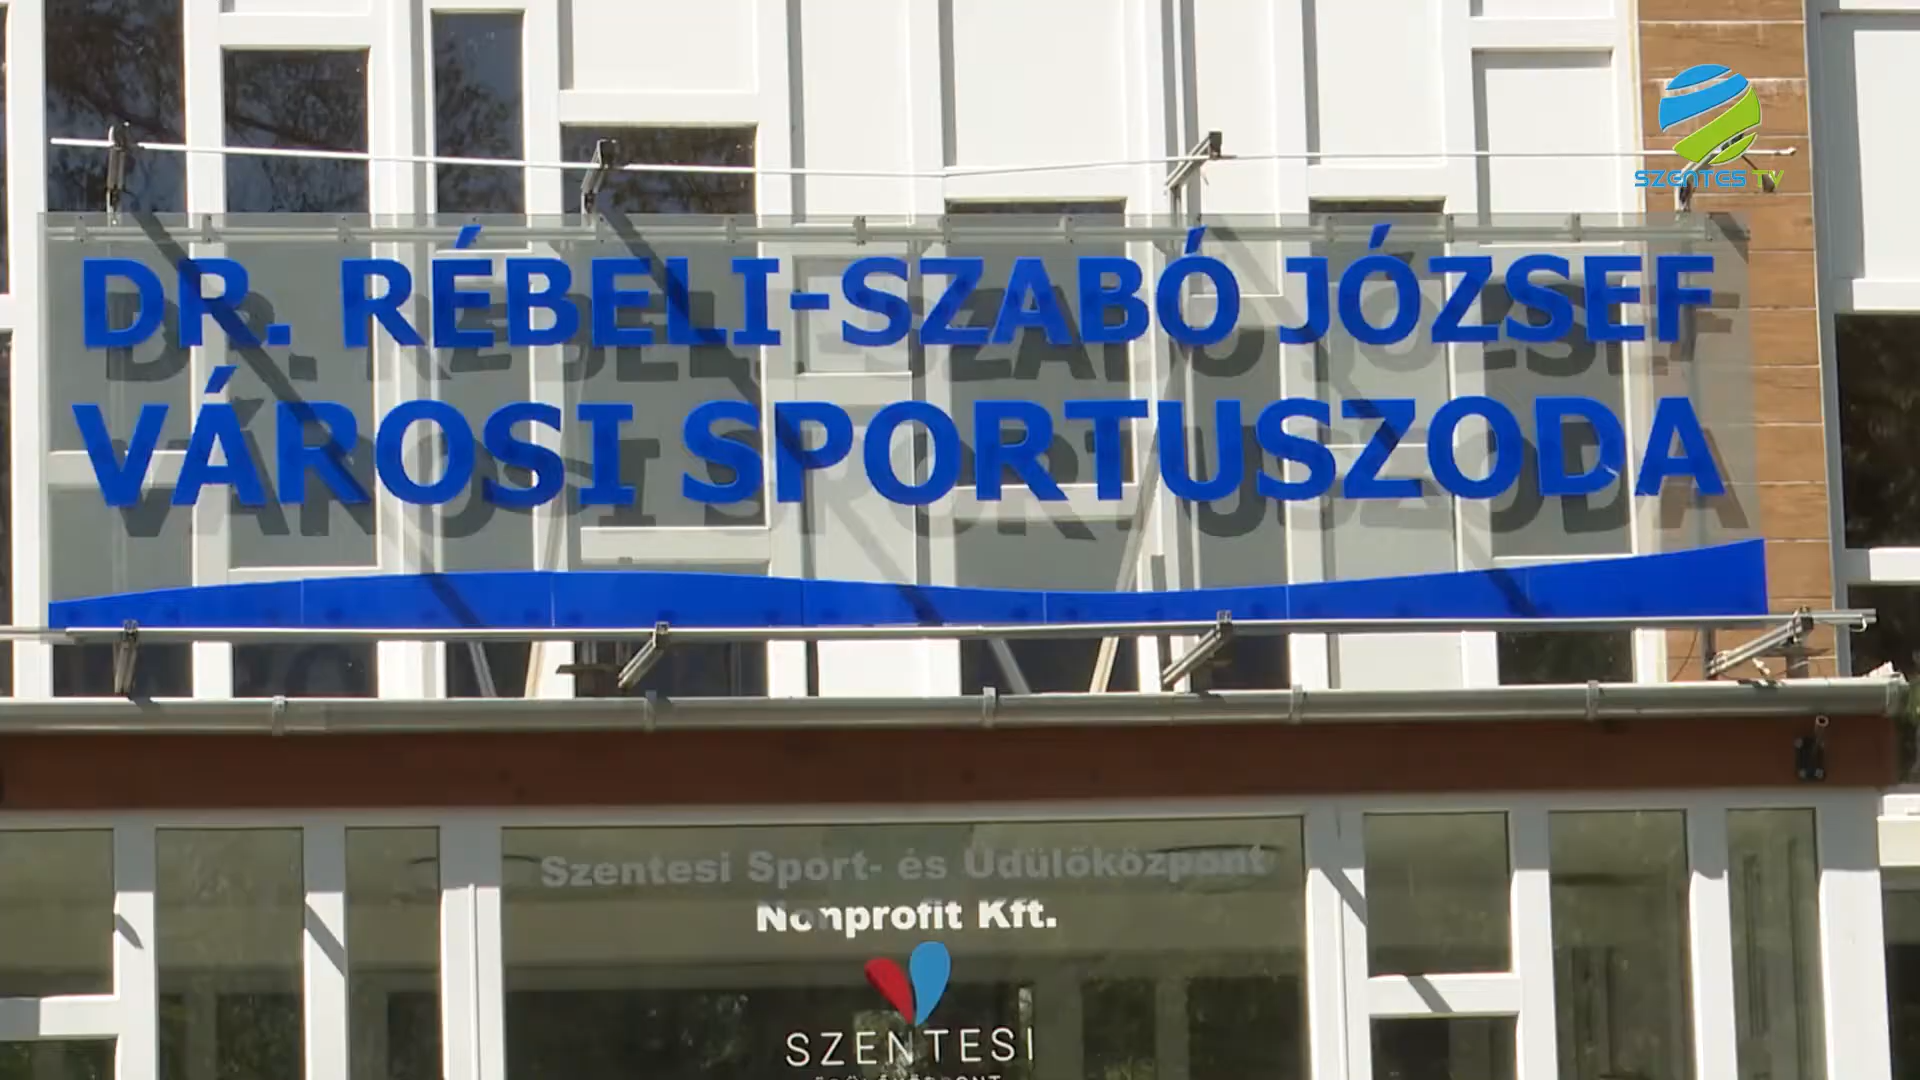 SZENTES TV
DR. RÉBELI-SZABÓ JÓZSEF
VÁROSI SPORTUSZODA
Szentesi Sport- és Üdülőközpont
Nonprofit Kft.
SZENTESI